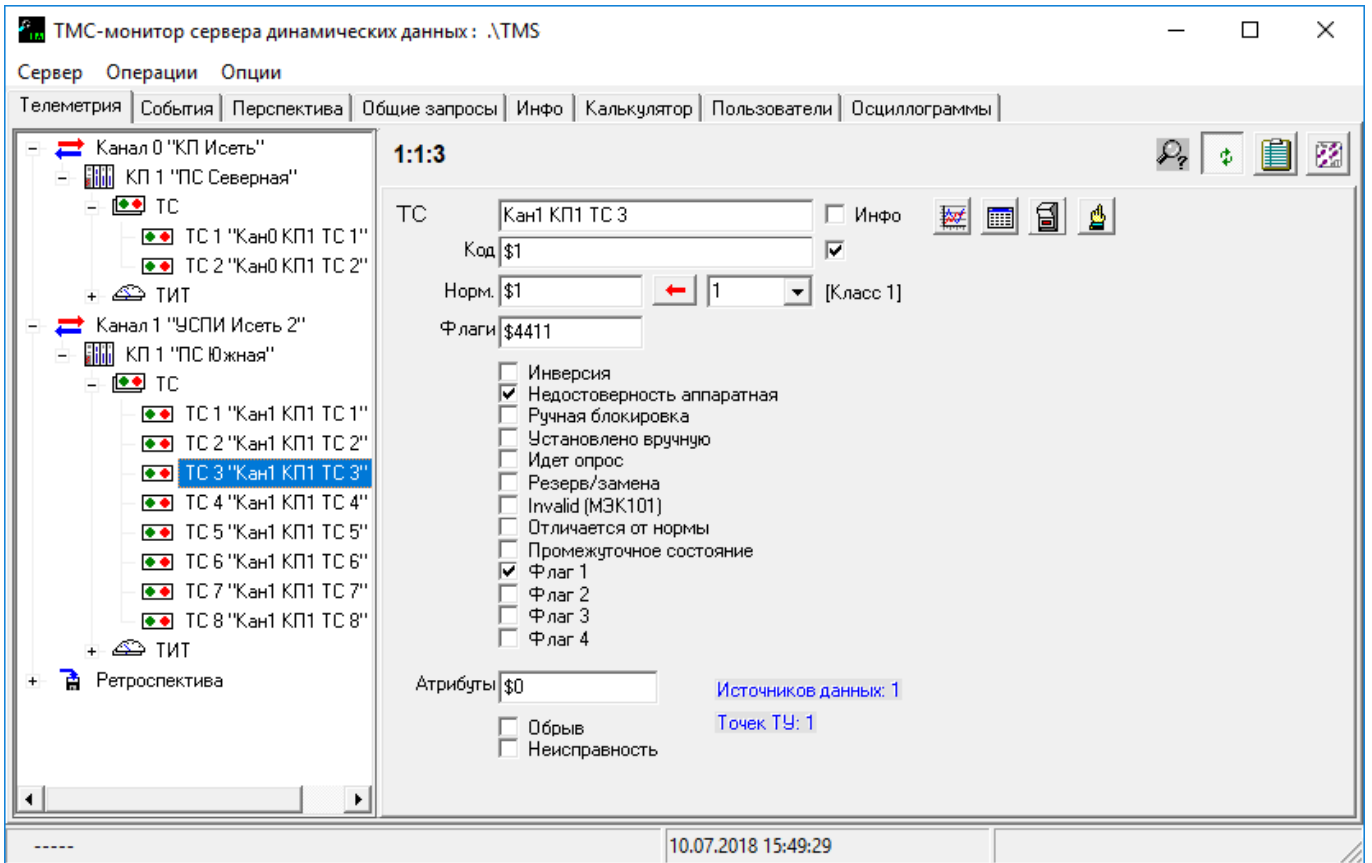 ТМС-монитор сервера динамических данных : .\TMS
Сервер Операции Опции
Телеметрия События Перспектива Общие запросы Инфо Калькулятор Пользователи Осциллограммы
Канал 0 "КП Исеть"
КП 1 "ПС Северная"
ТС
ТС 1 "Кан0 КП1 ТС 1"
ТС 2 "Кан0 КП1 ТС 2"
ТИТ
Канал 1 "УСПИ Исеть 2"
КП 1 "ПС Южная"
ТС
ТС 1 "Кан1 КП1 ТС 1"
ТС 2 "Кан1 КП1 ТС 2"
ТС 3 "Кан1 КП1 ТС 3"
ТС 4 "Кан1 КП1 ТС 4"
ТС 5 "Кан1 КП1 ТС 5"
ТС 6 "Кан1 КП1 ТС 6"
ТС 7 "Кан1 КП1 ТС 7"
ТС 8 "Кан1 КП1 ТС 8"
ТИТ
Ретроспектива
1:1:3
ТС Кан1 КП1 ТС 3 Инфо
Код $1
Норм. $1 1 [Класс 1]
Флаги $4411
Инверсия
Недостоверность аппаратная
Ручная блокировка
Установлено вручную
Идет опрос
Резерв/замена
Invalid (МЭК101)
Отличается от нормы
Промежуточное состояние
Флаг 1
Флаг 2
Флаг 3
Флаг 4
Атрибуты $0
Источников данных: 1
Точек ТУ: 1
Обрыв
Неисправность
----- 10.07.2018 15:49:29